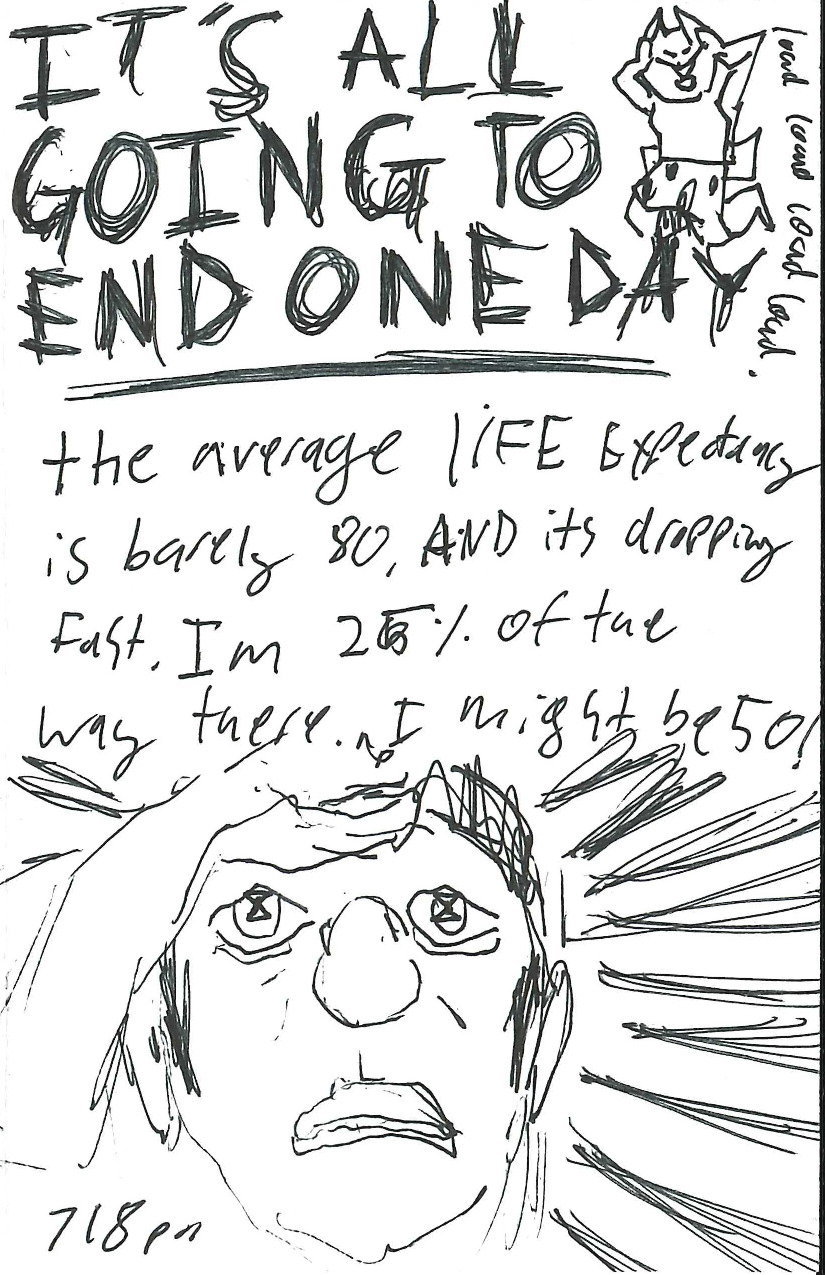 IT'S ALL
GOING TO
END ONE DAY
loud loud loud loud.
the average liFE Expectancy
is barely 80, AND its dropping
Fast. Im 25% of the
way there. I might be 50!
718pm